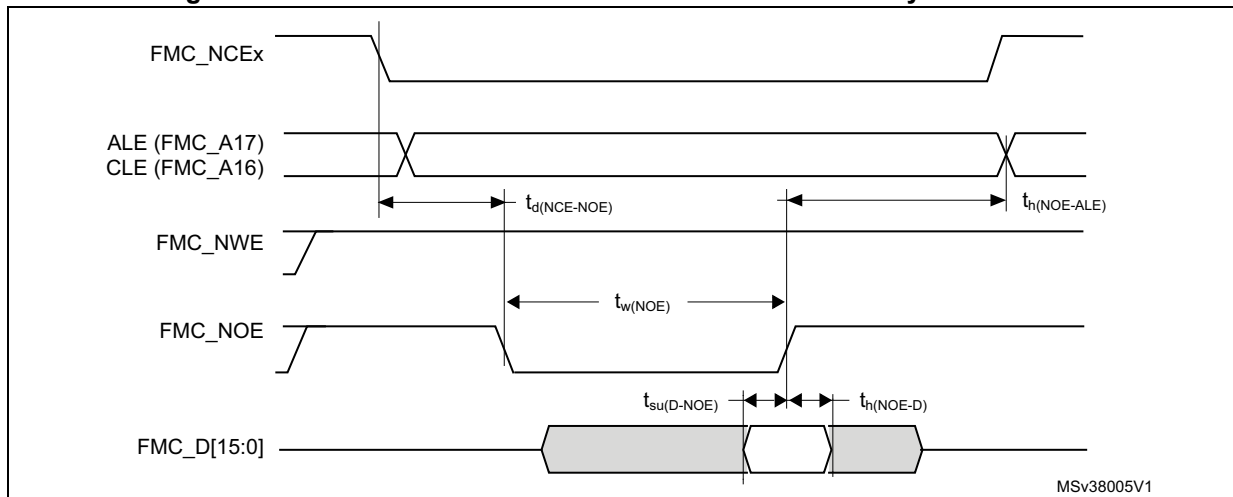 FMC_NCEx
ALE (FMC_A17)
CLE (FMC_A16)
td(NCE-NOE)
th(NOE-ALE)
FMC_NWE
tw(NOE)
FMC_NOE
tsu(D-NOE)
th(NOE-D)
FMC_D[15:0]
MSv38005V1